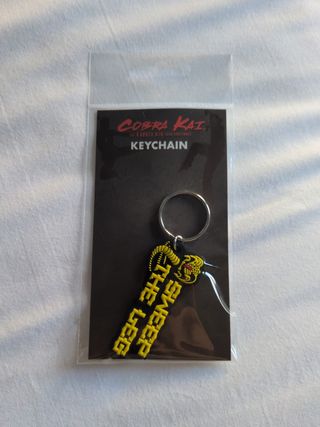 COBRA KAI
KEYCHAIN
SWEEP
THE LEG